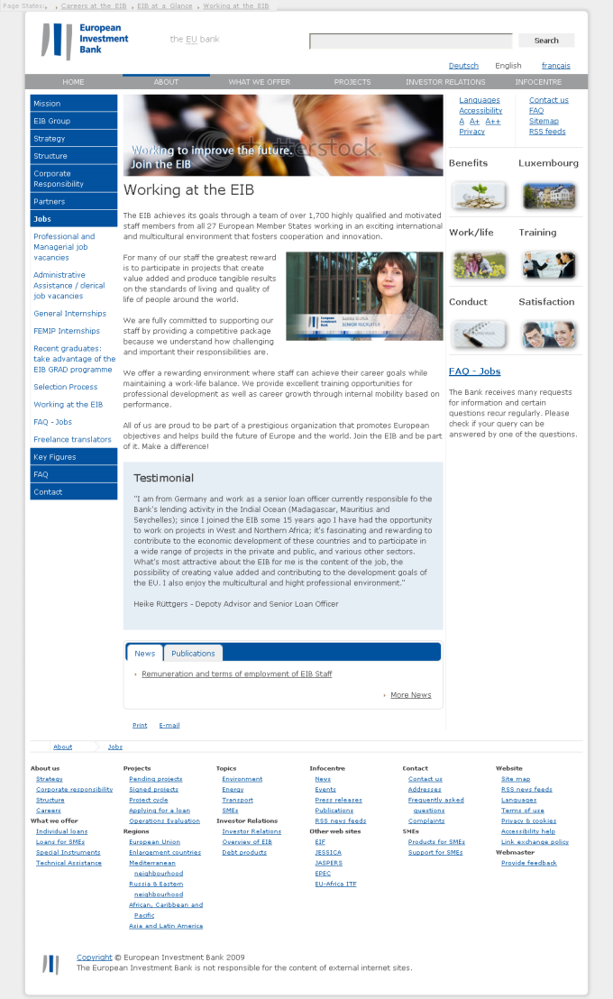 Page States: , , Careers at the EIB , EIB at a Glance , Working at the EIB
European
Investment
Bank
the EU bank
Search
Deutsch English français
HOME ABOUT WHAT WE OFFER PROJECTS INVESTOR RELATIONS INFOCENTRE
Mission
EIB Group
Strategy
Structure
Corporate
Responsibility
Partners
Jobs
Professional and
Managerial job
vacancies
Administrative
Assistance / clerical
job vacancies
General Internships
FEMIP Internships
Recent graduates:
take advantage of the
EIB GRAD programme
Selection Process
Working at the EIB
FAQ - Jobs
Freelance translators
Key Figures
FAQ
Contact
Working to improve the future.
Join the EIB
Working at the EIB
The EIB achieves its goals through a team of over 1,700 highly qualified and motivated
staff members from all 27 European Member States working in an exciting international
and multicultural environment that fosters cooperation and innovation.
For many of our staff the greatest reward
is to participate in projects that create
value added and produce tangible results
on the standards of living and quality of
life of people around the world.
European
Investment
Bank
SENIOR RECRUITER
We are fully committed to supporting our
staff by providing a competitive package
because we understand how challenging
and important their responsibilities are.
We offer a rewarding environment where staff can achieve their career goals while
maintaining a work-life balance. We provide excellent training opportunities for
professional development as well as career growth through internal mobility based on
performance.
All of us are proud to be part of a prestigious organization that promotes European
objectives and helps build the future of Europe and the world. Join the EIB and be part
of it. Make a difference!
Testimonial
"I am from Germany and work as a senior loan officer currently responsible fo the
Bank's lending activity in the Indial Ocean (Madagascar, Mauritius and
Seychelles); since I joined the EIB some 15 years ago I have had the opportunity
to work on projects in West and Northern Africa; it's fascinating and rewarding to
contribute to the economic development of these countries and to participate in
a wide range of projects in the private and public, and various other sectors.
What's most attractive about the EIB for me is the content of the job, the
possibility of creating value added and contributing to the development goals of
the EU. I also enjoy the multicultural and hight professional environment."
Heike Rüttgers - Depoty Advisor and Senior Loan Officer
News Publications
Remuneration and terms of employment of EIB Staff
More News
Print E-mail
Languages
Accessibility
A A+ A++
Privacy
Contact us
FAQ
Sitemap
RSS feeds
Benefits Luxembourg
Work/life Training
Conduct Satisfaction
FAQ - Jobs
The Bank receives many requests
for information and certain
questions recur regularly. Please
check if your query can be
answered by one of the questions.
About Jobs
About us
Strategy
Corporate responsibility
Structure
Careers
What we offer
Individual loans
Loans for SMEs
Special Instruments
Technical Assistance
Projects
Pending projects
Signed projects
Project cycle
Applying for a loan
Operations Evaluation
Regions
European Union
Enlargement countries
Mediterranean
neighbourhood
Russia & Eastern
neighbourhood
African, Caribbean and
Pacific
Asia and Latin America
Topics
Environment
Energy
Transport
SMEs
Investor Relations
Investor Relations
Overview of EIB
Debt products
Infocentre
News
Events
Press releases
Publications
RSS news feeds
Other web sites
EIF
JESSICA
JASPERS
EPEC
EU-Africa ITF
Contact
Contact us
Addresses
Frequently asked
questions
Complaints
SMEs
Products for SMEs
Support for SMEs
Website
Site map
RSS news feeds
Languages
Terms of use
Privacy & cookies
Accessibility help
Link exchange policy
Webmaster
Provide feedback
Copyright © European Investment Bank 2009
The European Investment Bank is not responsible for the content of external internet sites.